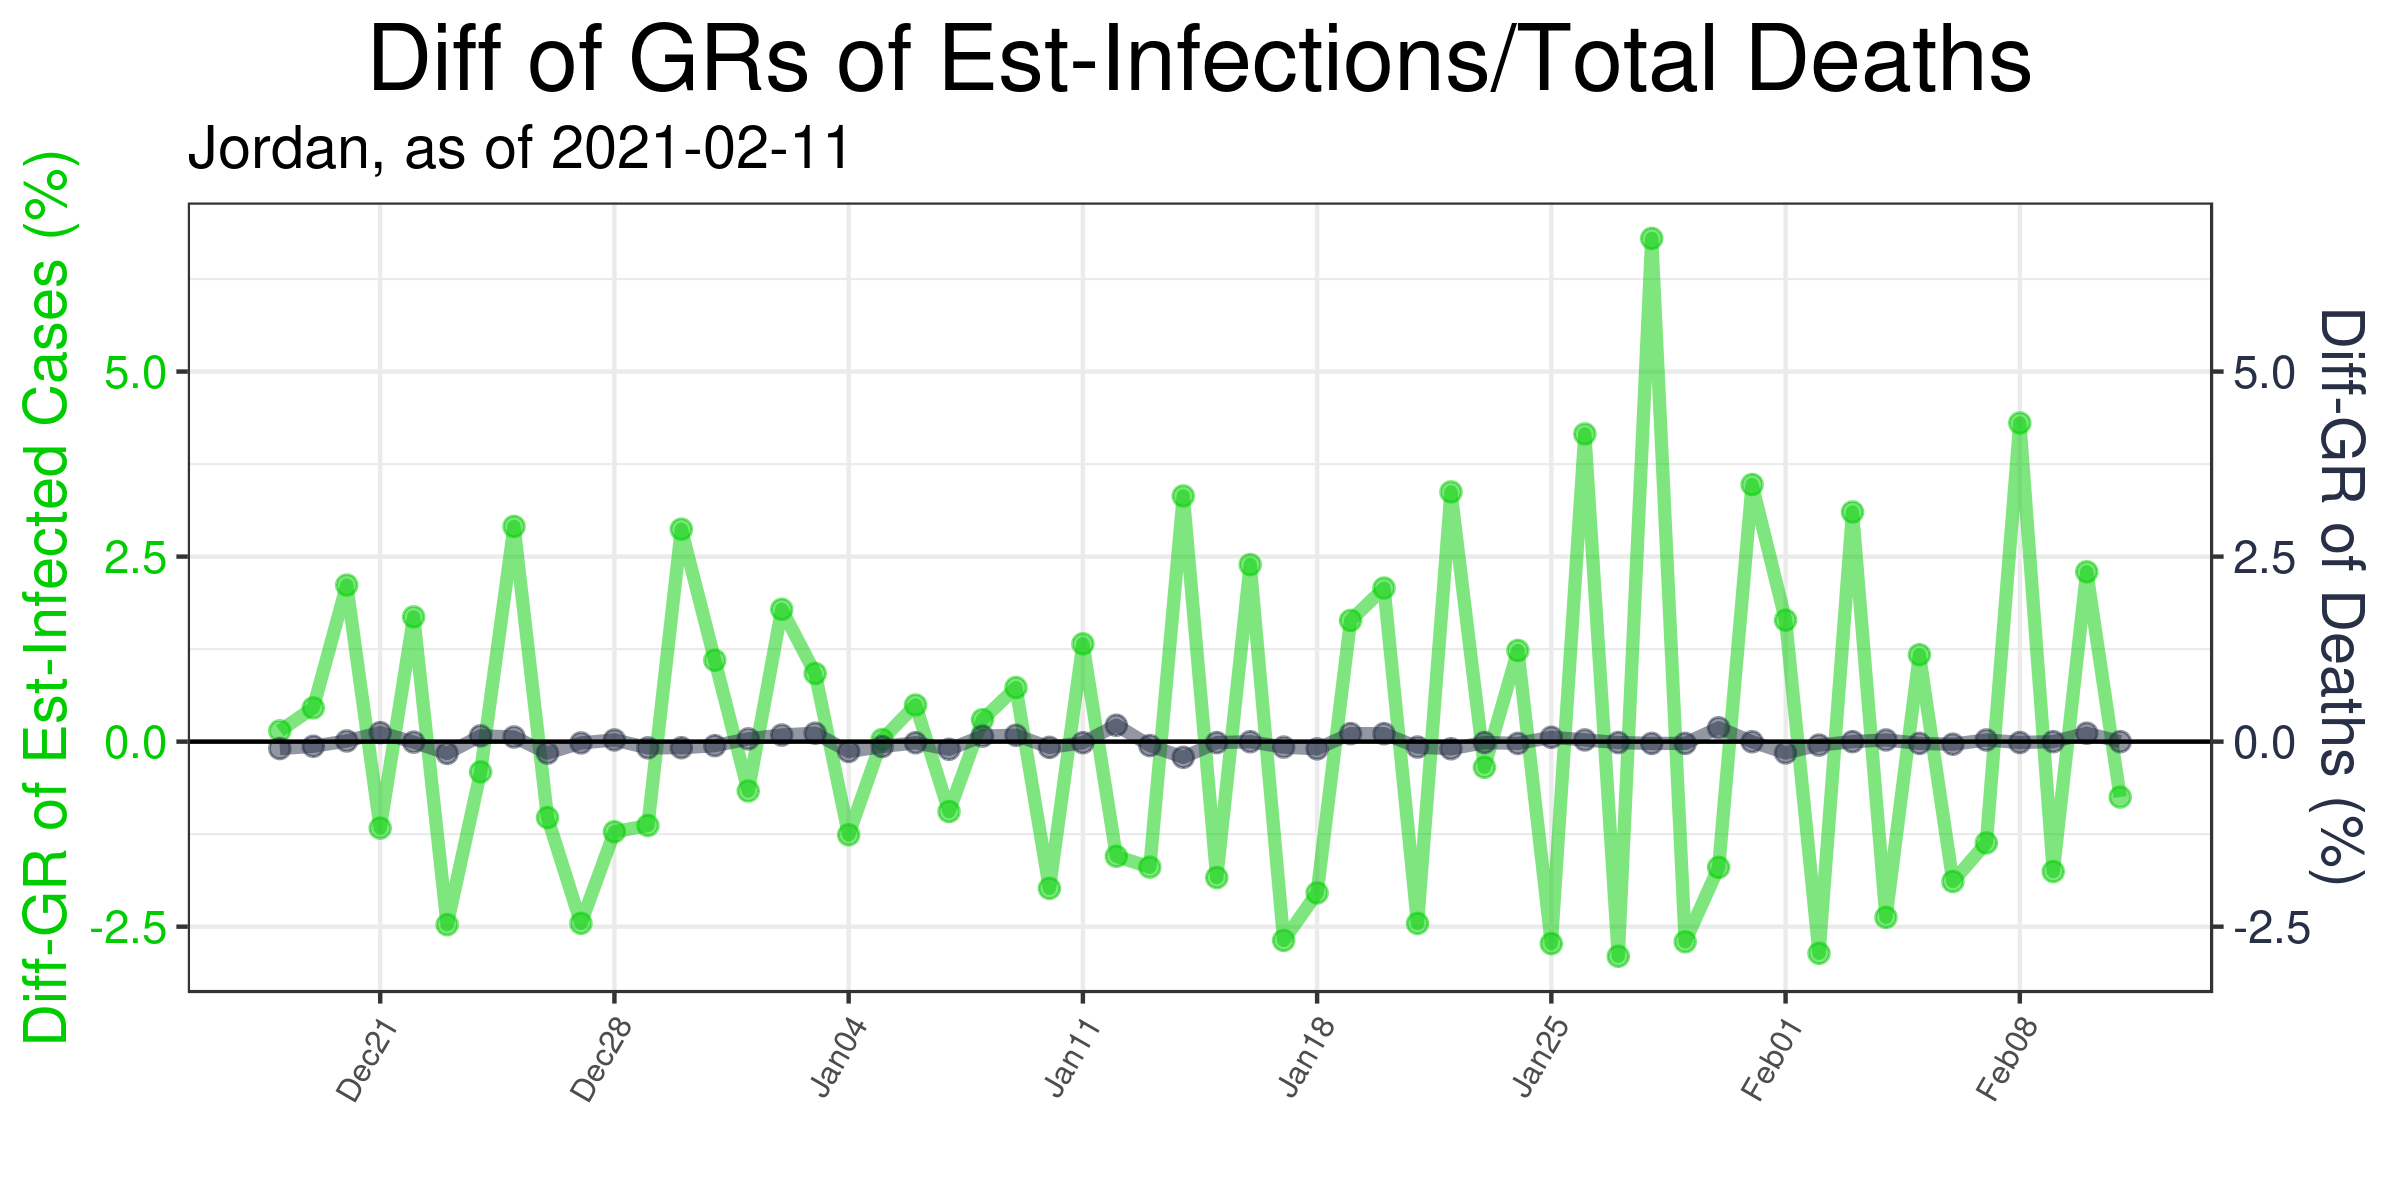 Diff of GRs of Est-Infections/Total Deaths
Jordan, as of 2021-02-11
Diff-GR of Est-Infected Cases (%)
5.0
2.5
0.0
-2.5
5.0
2.5
0.0
-2.5
Diff-GR of Deaths (%)
Dec21
Dec28
Jan04
Jan11
Jan18
Jan25
Feb01
Feb08